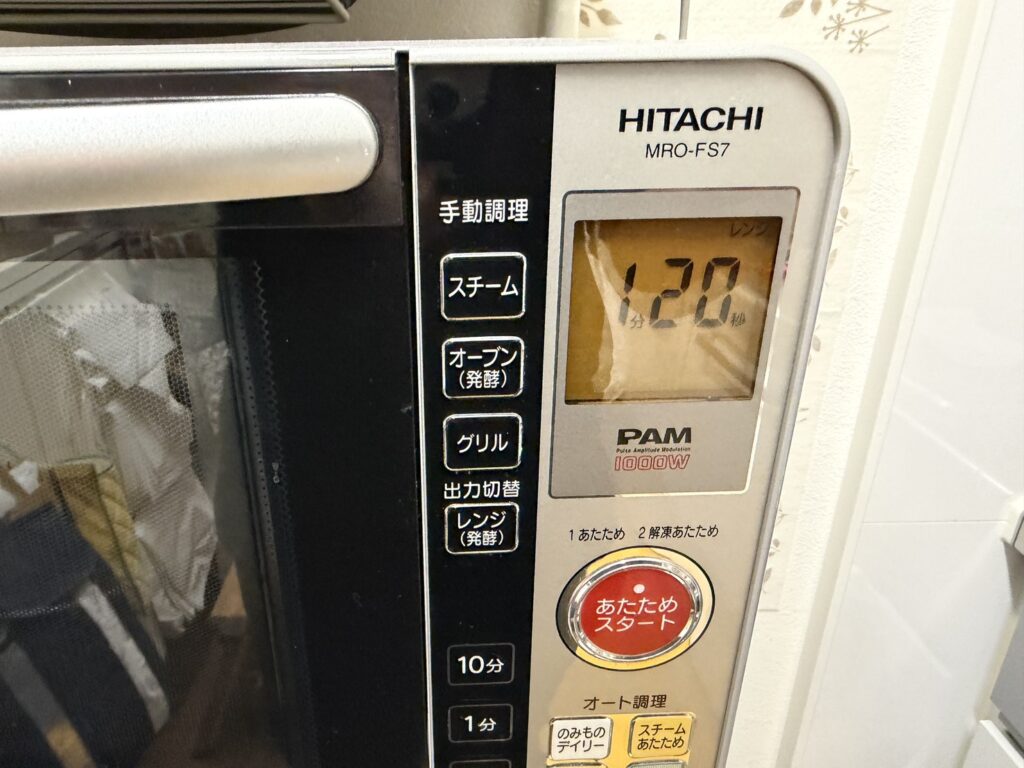 HITACHI
MRO-FS7
手動調理
スチーム
オーブン
(発酵)
グリル
出力切替
レンジ
(発酵)
10分
1分
レンジ
1分20秒
PAM
Pulse Amplitude Modulation
1000W
1 あたため 2 解凍あたため
あたため
スタート
オート調理
のみもの
デイリー
スチーム
あたため